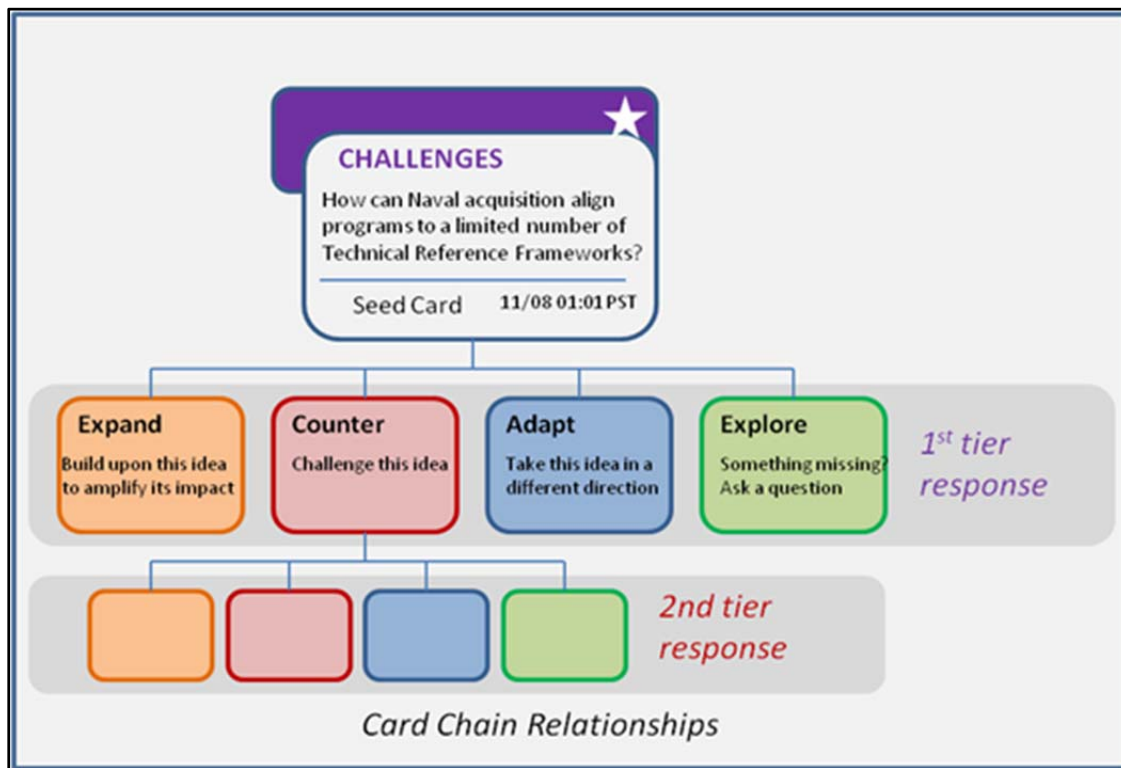 CHALLENGES
How can Naval acquisition align
programs to a limited number of
Technical Reference Frameworks?
Seed Card 11/08 01:01 PST
Expand
Build upon this idea
to amplify its impact
Counter
Challenge this idea
Adapt
Take this idea in a
different direction
Explore
Something missing?
Ask a question
1st tier
response
2nd tier
response
Card Chain Relationships